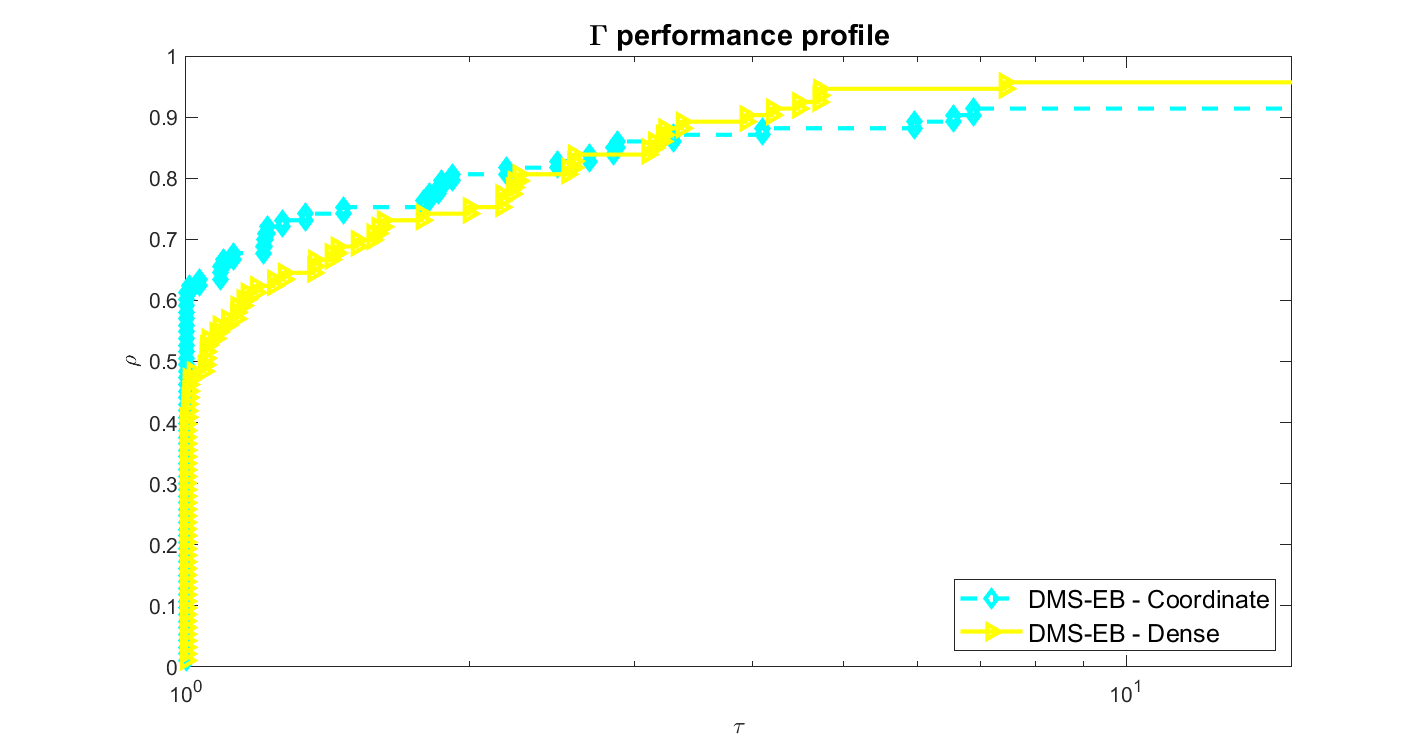 Γ performance profile
1
0.9
0.8
0.7
0.6
0.5
0.4
0.3
0.2
0.1
0
ρ
10^0
10^1
τ
DMS-EB - Coordinate
DMS-EB - Dense